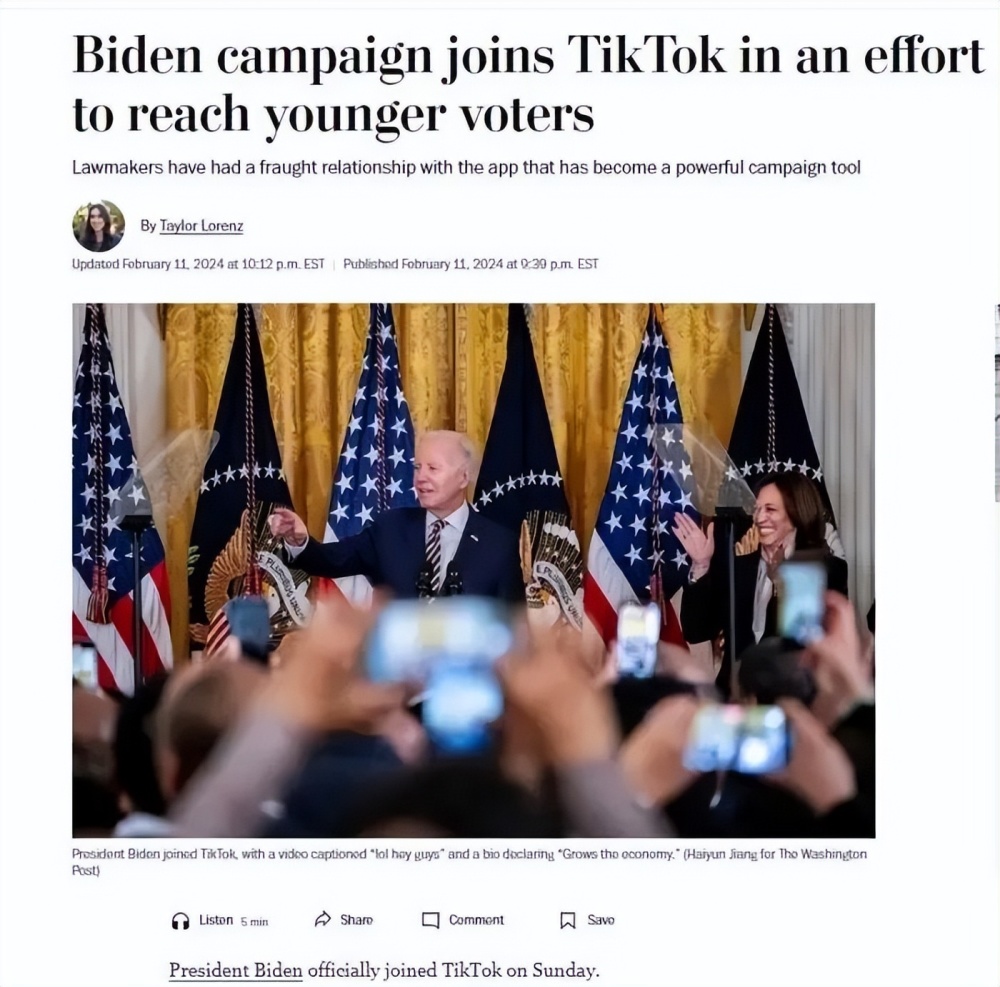 Biden campaign joins TikTok in an effort
to reach younger voters
Lawmakers have had a fraught relationship with the app that has become a powerful campaign tool
By Taylor Lorenz
Updated February 11, 2024 at 10:12 p.m. EST | Published February 11, 2024 at 9:39 p.m. EST
E PLURIBUS UNUM
E PLURIBUS
President Biden joined TikTok, with a video captioned "lol hey guys" and a bio declaring "Grows the economy." (Haiyun Jiang for The Washington
Post)
Listen 5 min Share Comment Save
President Biden officially joined TikTok on Sunday.